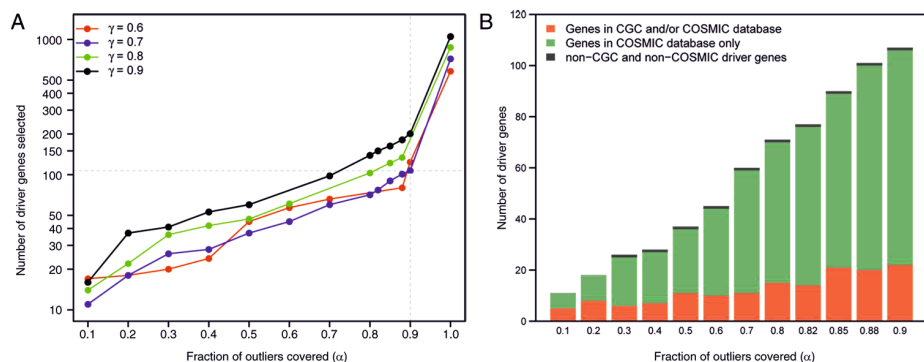 A
γ = 0.6
γ = 0.7
γ = 0.8
γ = 0.9
Number of driver genes selected
1000
500
300
200
150
100
50
40
30
20
10
0.1 0.2 0.3 0.4 0.5 0.6 0.7 0.8 0.9 1.0
Fraction of outliers covered (α)
B
Genes in CGC and/or COSMIC database
Genes in COSMIC database only
non−CGC and non−COSMIC driver genes
Number of driver genes
120
100
80
60
40
20
0
0.1 0.2 0.3 0.4 0.5 0.6 0.7 0.8 0.82 0.85 0.88 0.9
Fraction of outliers covered (α)